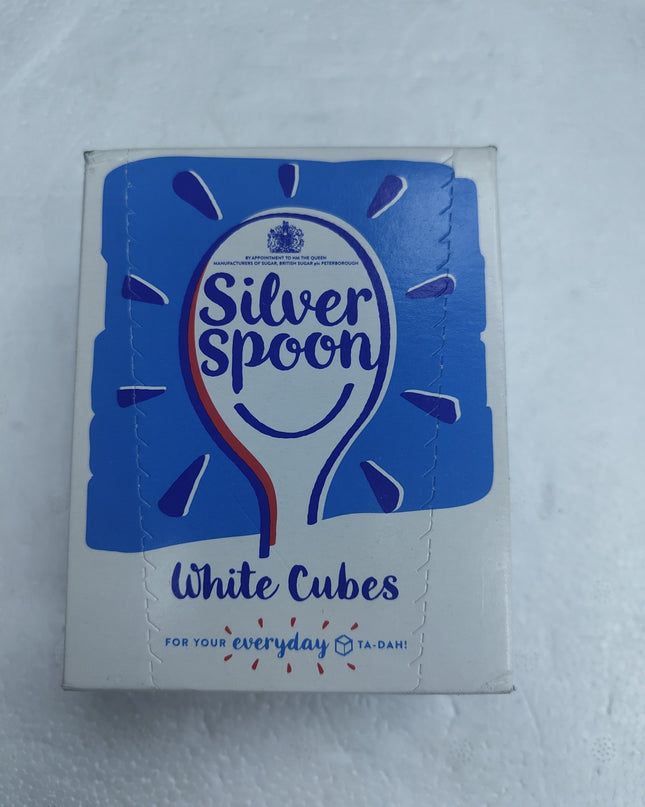 BY APPOINTMENT TO HM THE QUEEN
MANUFACTURERS OF SUGAR, BRITISH SUGAR plc PETERBOROUGH
Silver
Spoon
White Cubes
FOR YOUR everyday TA-DAH!